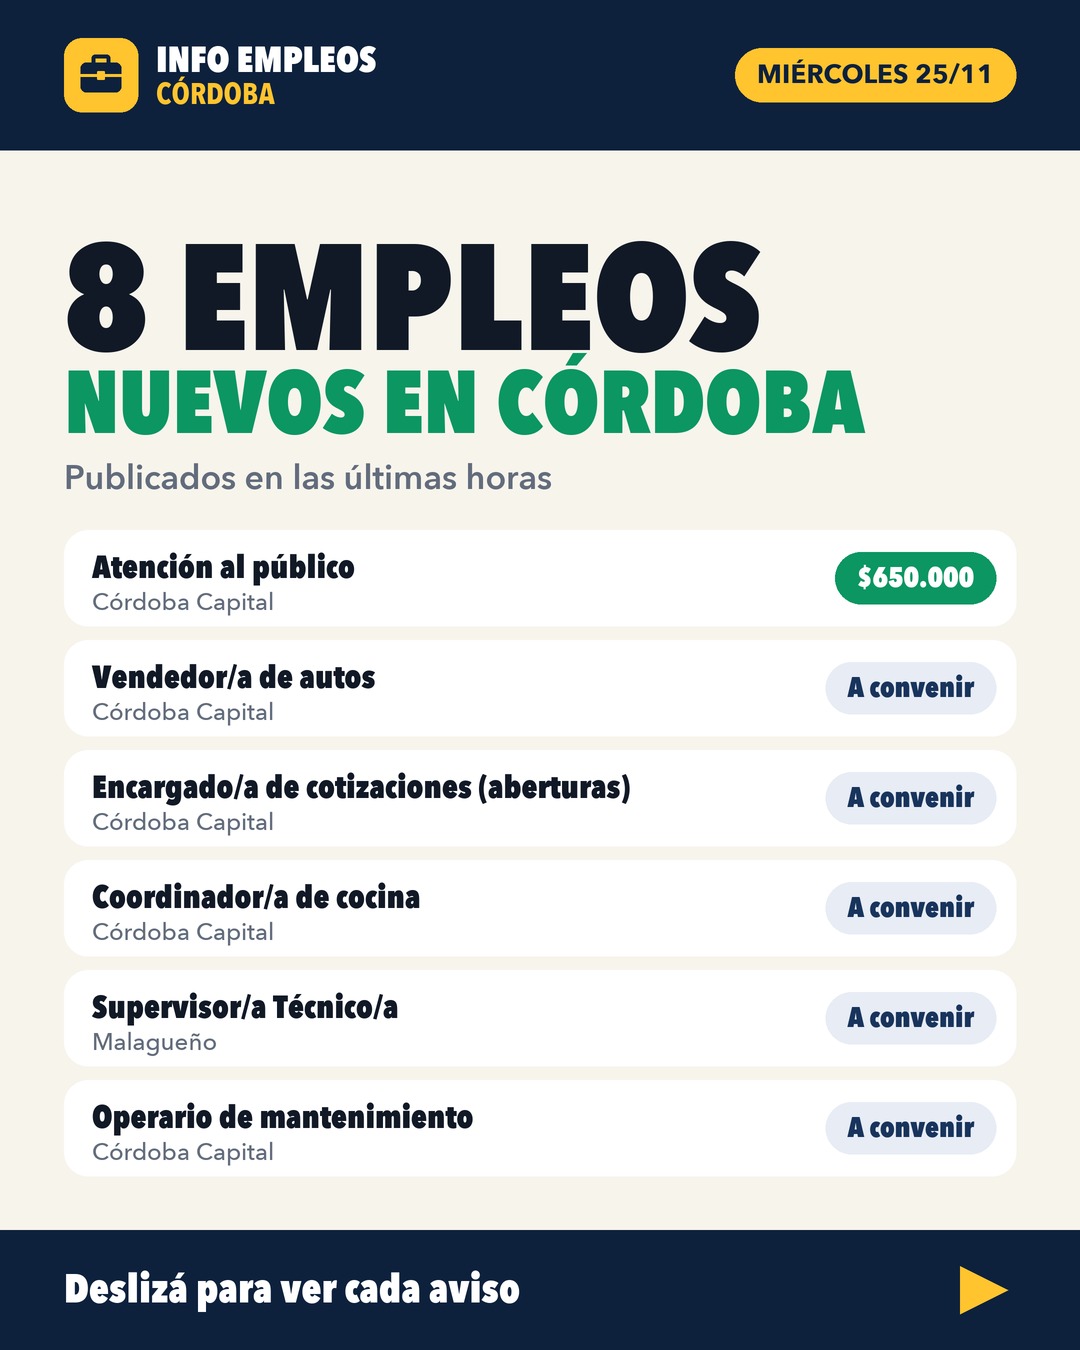 INFO EMPLEOS
CÓRDOBA
MIÉRCOLES 25/11
8 EMPLEOS
NUEVOS EN CÓRDOBA
Publicados en las últimas horas
Atención al público
Córdoba Capital
$650.000
Vendedor/a de autos
Córdoba Capital
A convenir
Encargado/a de cotizaciones (aberturas)
Córdoba Capital
A convenir
Coordinador/a de cocina
Córdoba Capital
A convenir
Supervisor/a Técnico/a
Malagueño
A convenir
Operario de mantenimiento
Córdoba Capital
A convenir
Deslizá para ver cada aviso